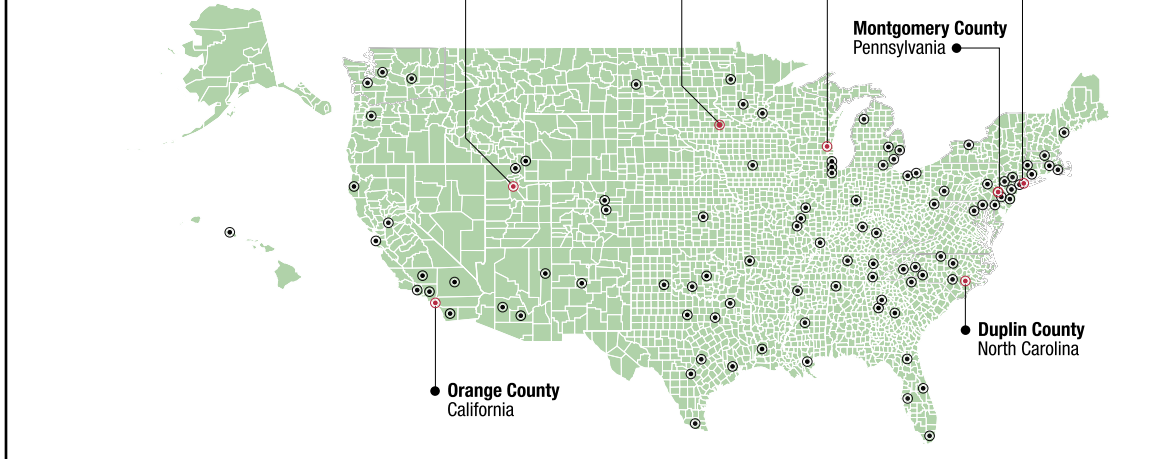 Montgomery County
Pennsylvania
Duplin County
North Carolina
Orange County
California